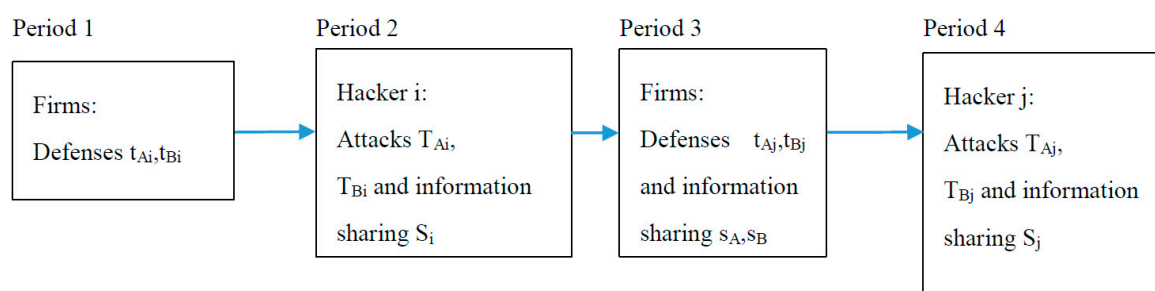 Period 1
Firms:
Defenses tAi,tBi
Period 2
Hacker i:
Attacks TAi,
TBi and information
sharing Si
Period 3
Firms:
Defenses tAj,tBj
and information
sharing sA,sB
Period 4
Hacker j:
Attacks TAj,
TBj and information
sharing Sj